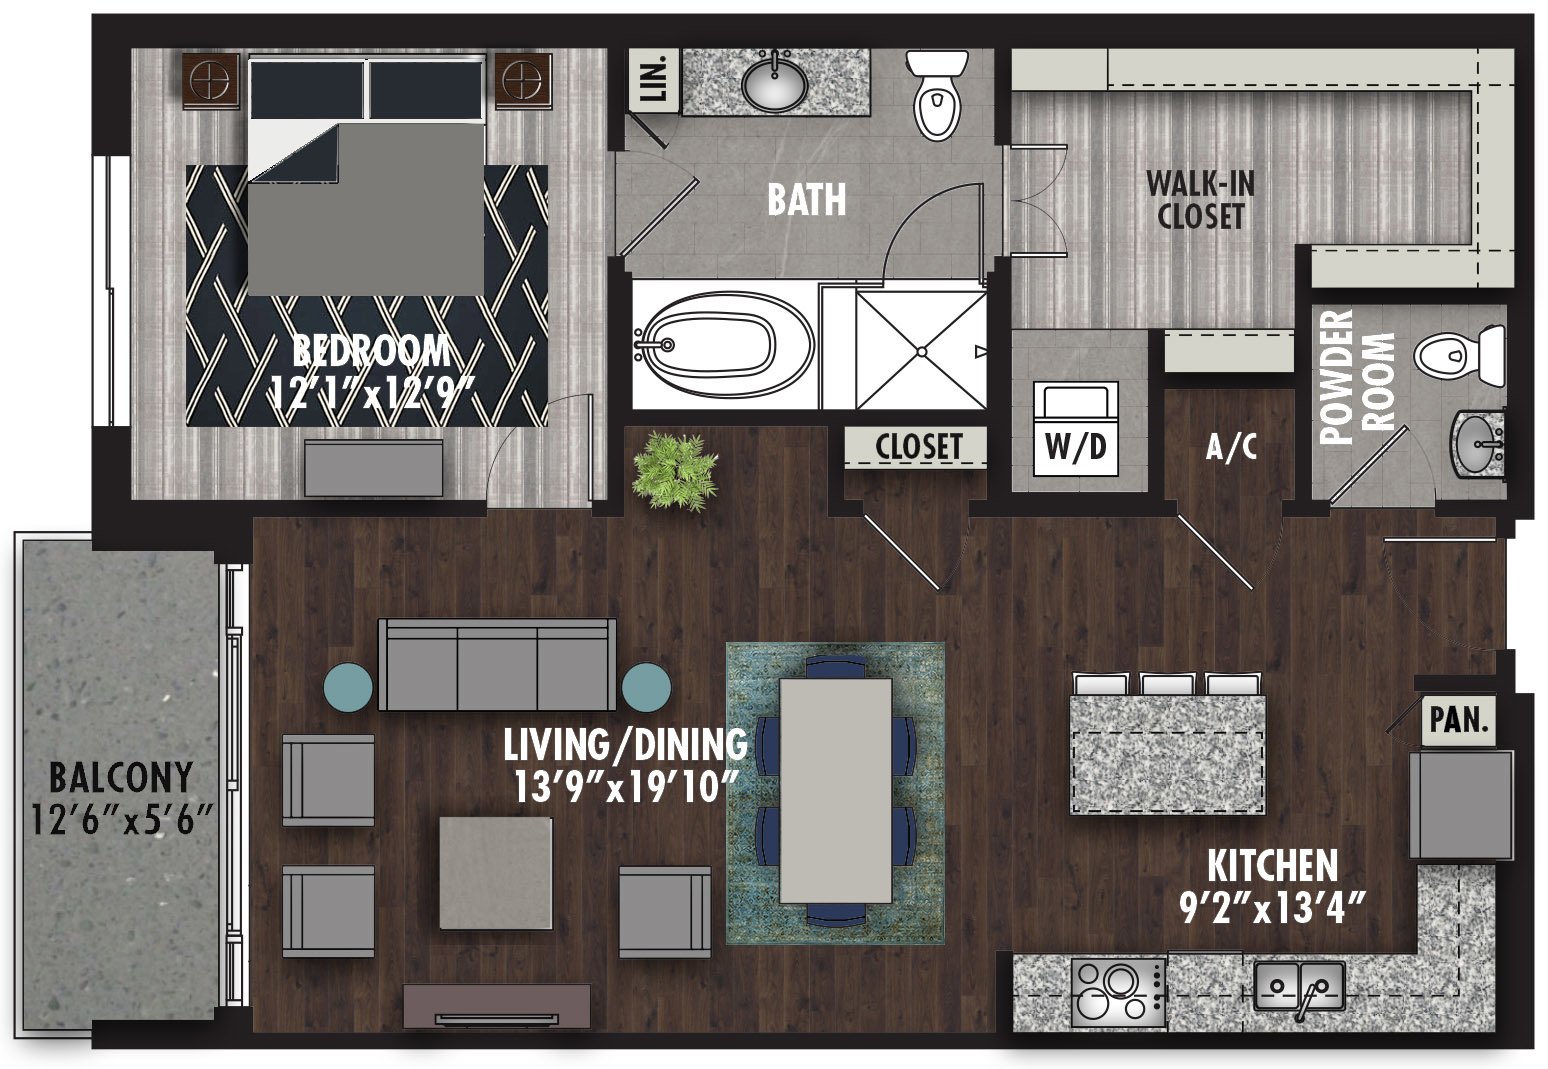 LIN.
BATH
WALK-IN
CLOSET
BEDROOM
12'1"x12'9"
POWDER
ROOM
CLOSET
W/D
A/C
LIVING/DINING
13'9"x19'10"
PAN.
BALCONY
12'6"x5'6"
KITCHEN
9'2"x13'4"